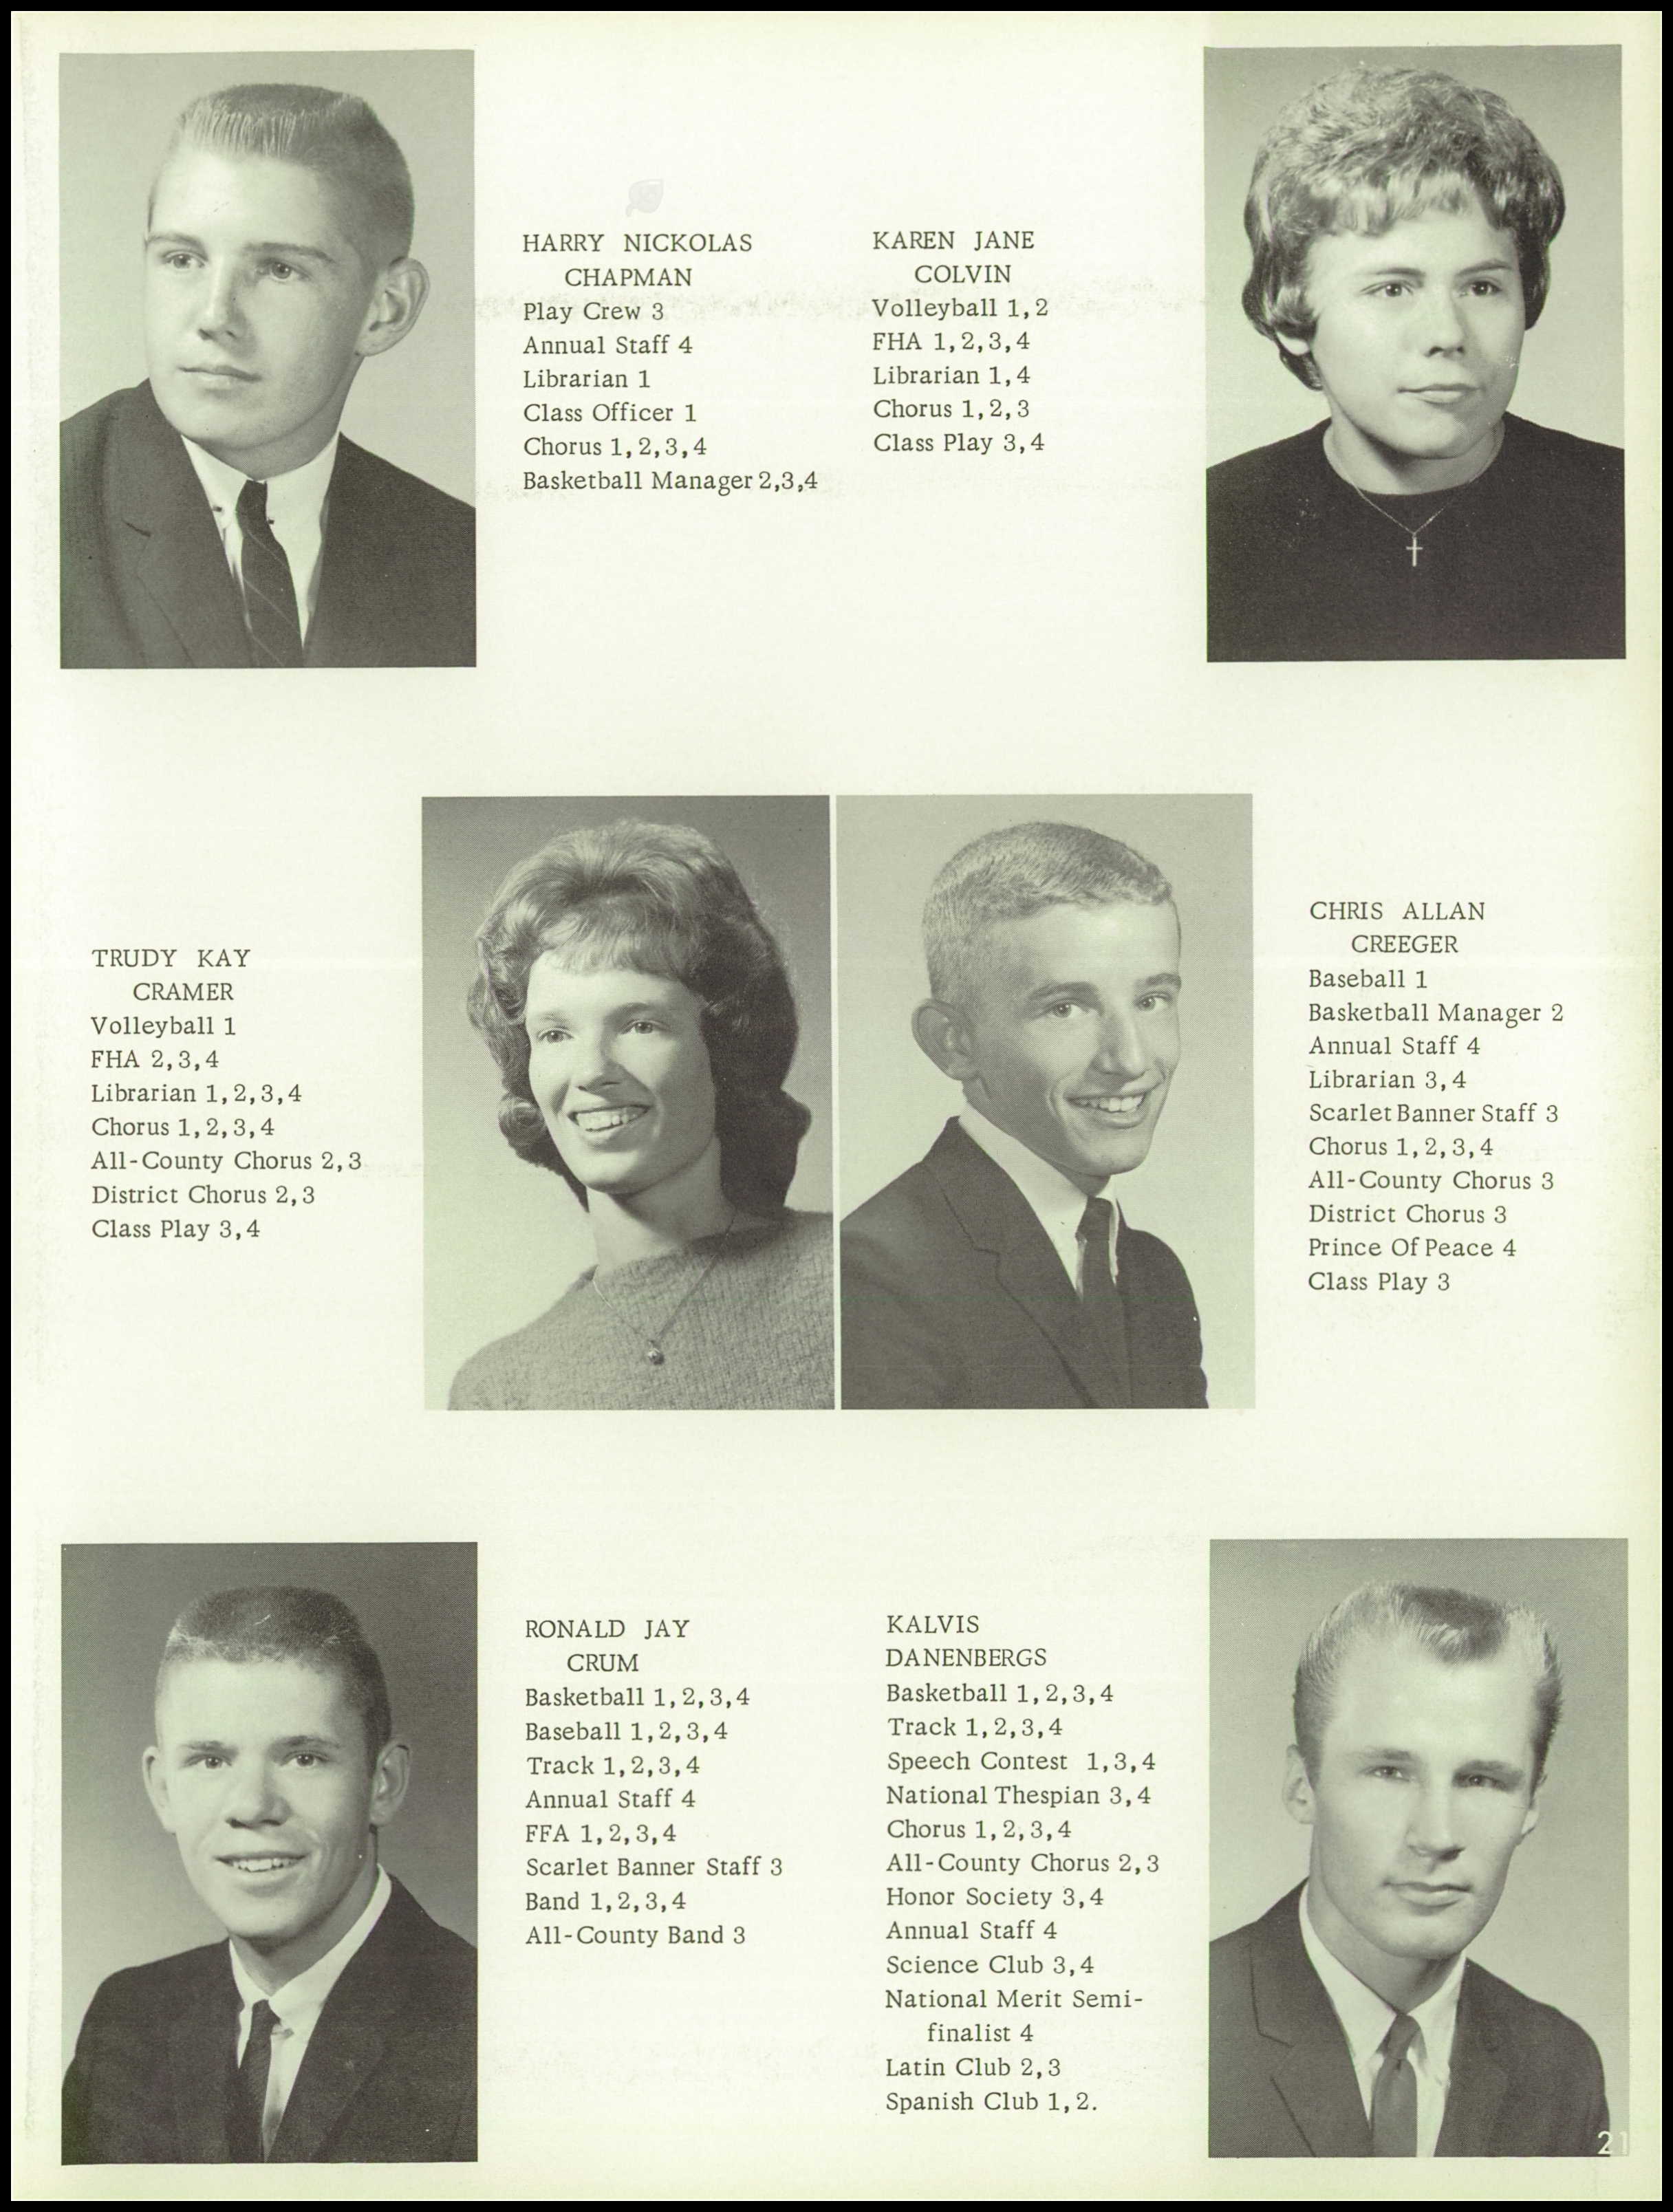 HARRY NICKOLAS
CHAPMAN
Play Crew 3
Annual Staff 4
Librarian 1
Class Officer 1
Chorus 1,2,3,4
Basketball Manager 2,3,4
KAREN JANE
COLVIN
Volleyball 1,2
FHA 1,2,3,4
Librarian 1,4
Chorus 1,2,3
Class Play 3,4
TRUDY KAY
CRAMER
Volleyball 1
FHA 2,3,4
Librarian 1,2,3,4
Chorus 1,2,3,4
All-County Chorus 2,3
District Chorus 2,3
Class Play 3,4
CHRIS ALLAN
CREEGER
Baseball 1
Basketball Manager 2
Annual Staff 4
Librarian 3,4
Scarlet Banner Staff 3
Chorus 1,2,3,4
All-County Chorus 3
District Chorus 3
Prince Of Peace 4
Class Play 3
RONALD JAY
CRUM
Basketball 1,2,3,4
Baseball 1,2,3,4
Track 1,2,3,4
Annual Staff 4
FFA 1,2,3,4
Scarlet Banner Staff 3
Band 1,2,3,4
All-County Band 3
KALVIS
DANENBERGS
Basketball 1,2,3,4
Track 1,2,3,4
Speech Contest 1,3,4
National Thespian 3,4
Chorus 1,2,3,4
All-County Chorus 2,3
Honor Society 3,4
Annual Staff 4
Science Club 3,4
National Merit Semi-
finalist 4
Latin Club 2,3
Spanish Club 1,2.
21